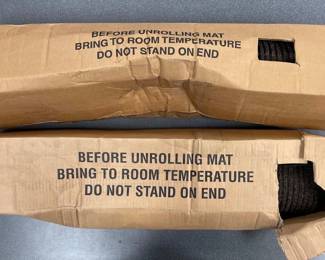 BEFORE UNROLLING MAT
BRING TO ROOM TEMPERATURE
DO NOT STAND ON END
BEFORE UNROLLING MAT
BRING TO ROOM TEMPERATURE
DO NOT STAND ON END